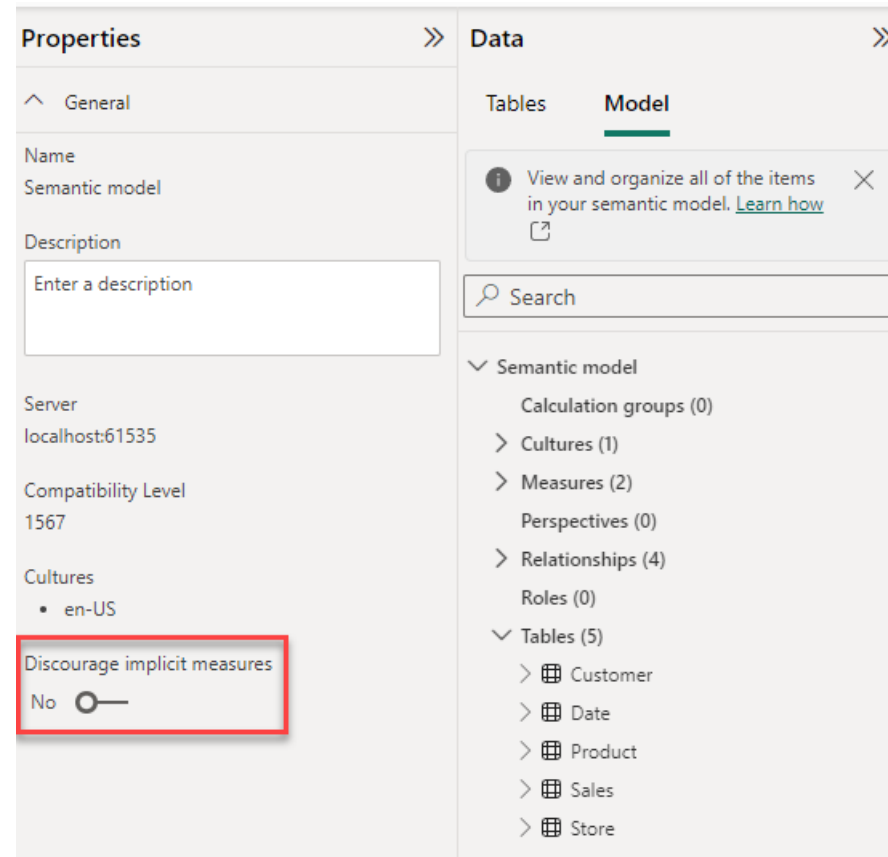 Properties
General
Name
Semantic model
Description
Enter a description
Server
localhost:61535
Compatibility Level
1567
Cultures
en-US
Discourage implicit measures
No
Data
Tables Model
View and organize all of the items
in your semantic model. Learn how
Search
Semantic model
Calculation groups (0)
Cultures (1)
Measures (2)
Perspectives (0)
Relationships (4)
Roles (0)
Tables (5)
Customer
Date
Product
Sales
Store